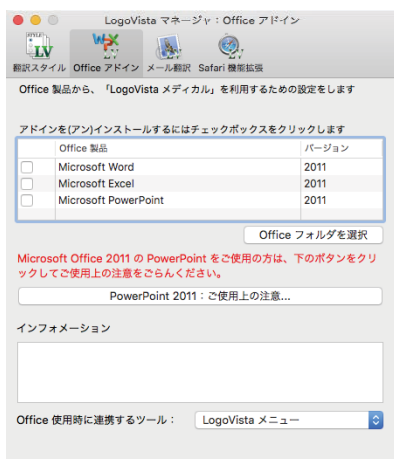 LogoVista マネージャ：Office アドイン
翻訳スタイル Office アドイン メール翻訳 Safari 機能拡張
Office 製品から、「LogoVista メディカル」を利用するための設定をします
アドインを(アン)インストールするにはチェックボックスをクリックします
Office 製品 バージョン
Microsoft Word 2011
Microsoft Excel 2011
Microsoft PowerPoint 2011
Office フォルダを選択
Microsoft Office 2011 の PowerPoint をご使用の方は、下のボタンをクリ
ックしてご使用上の注意をごらんください。
PowerPoint 2011：ご使用上の注意...
インフォメーション
Office 使用時に連携するツール： LogoVista メニュー